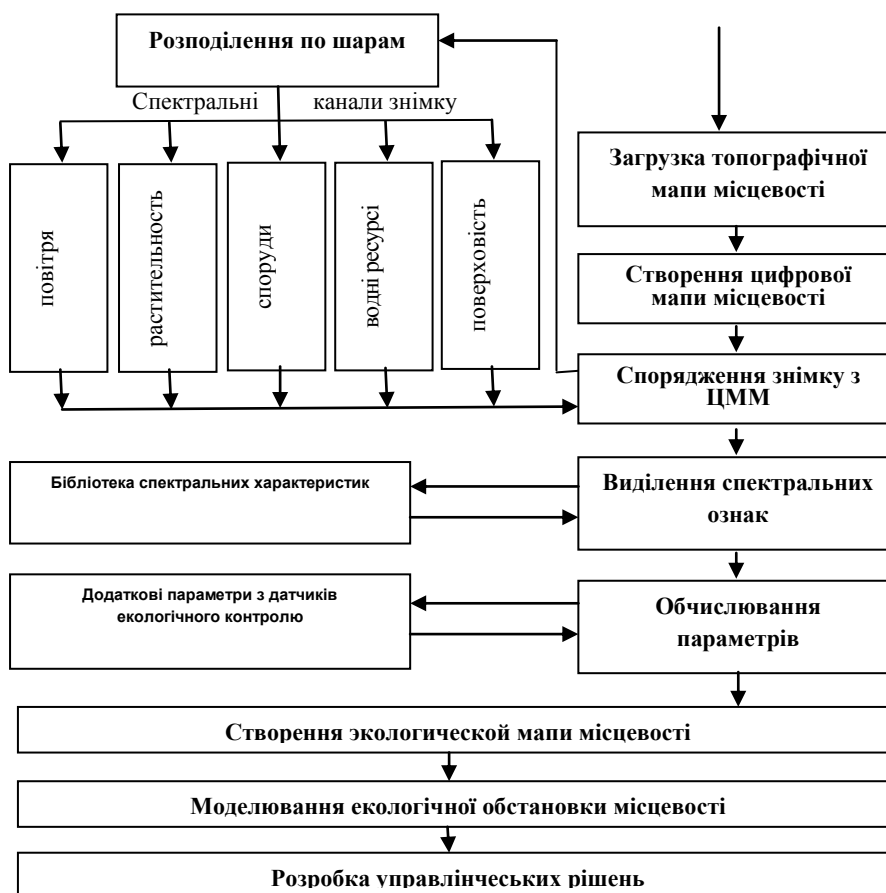 Розподілення по шарам
Спектральні канали знімку
повітря
растительность
споруди
водні ресурсі
поверховість
Загрузка топографічної
мапи місцевості
Створення цифрової
мапи місцевості
Спорядження знімку з
ЦММ
Бібліотека спектральних характеристик
Виділення спектральних
ознак
Додаткові параметри з датчиків
екологічного контролю
Обчислювання
параметрів
Створення экологической мапи місцевості
Моделювання екологічної обстановки місцевості
Розробка управлінчеських рішень